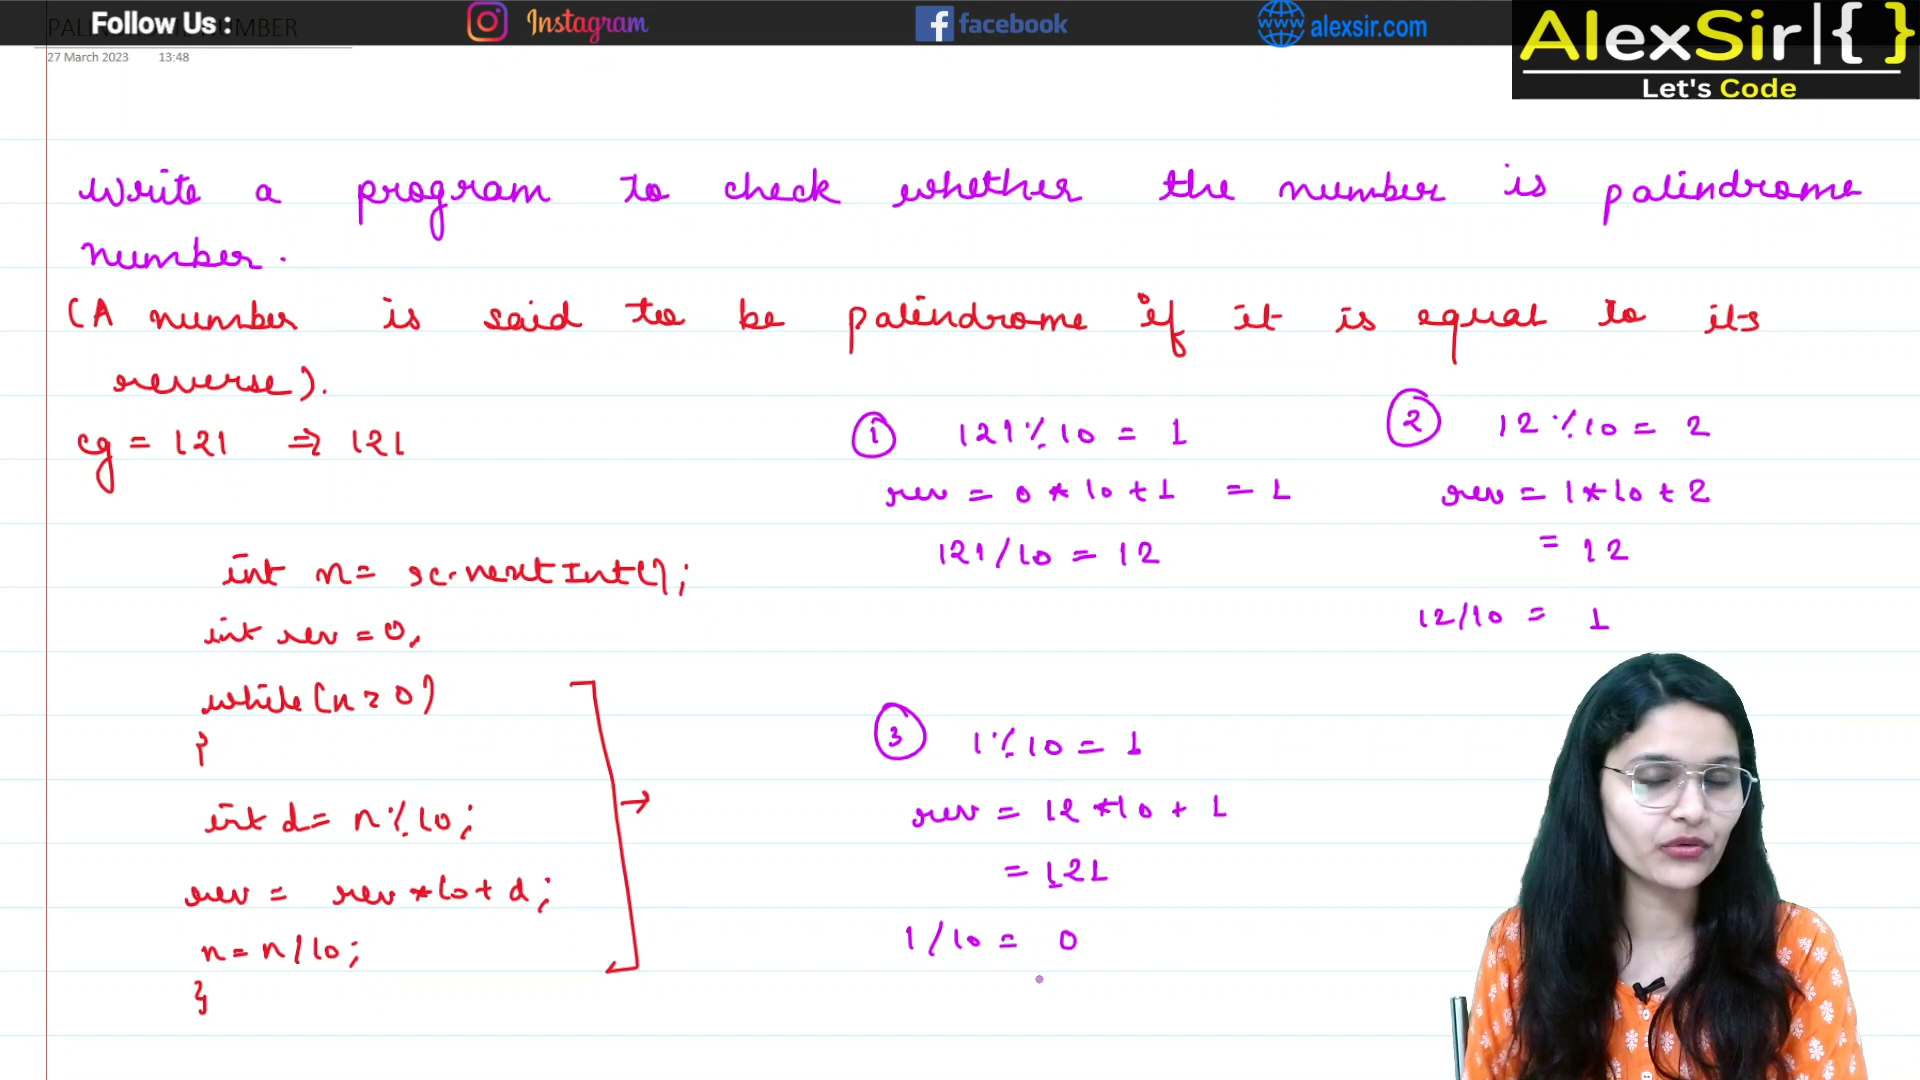 PALIN NUMBER
Follow Us :
Instagram
facebook
alexsir.com
AlexSir|{ }
Let's Code
27 March 2023 13:48
Write a program to check whether the number is palindrome
number.
(A number is said to be palindrome if it is equal to its
reverse).
eg = 121 => 121
int n= sc.nextInt();
int rev = 0,
while(n>0)
{
int d= n%10;
rev = rev*10+ d;
n= n/10;
}
→
① 121%10 = 1
rev = 0 * 10 + 1 = 1
121/10 = 12
② 12%10 = 2
rev = 1*10 + 2
= 12
12/10 = 1
③ 1%10 = 1
rev = 12 *10 + 1
= 121
1/10 = 0